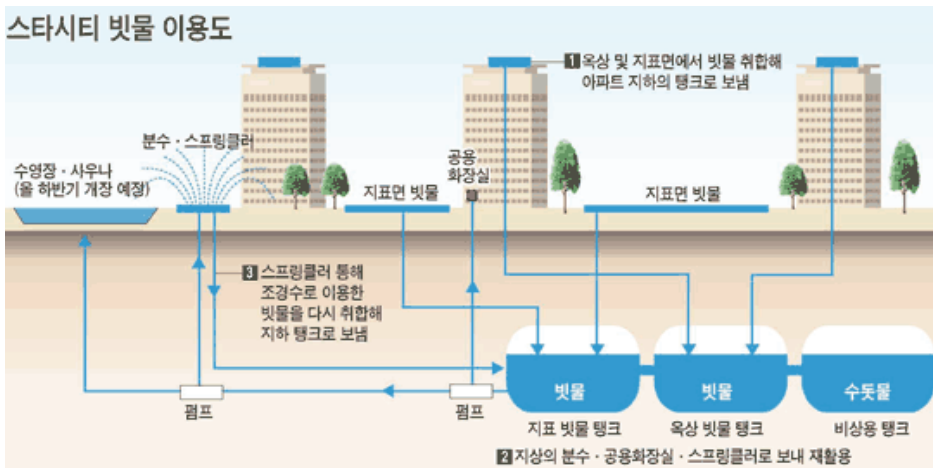 스타시티 빗물 이용도
1 옥상 및 지표면에서 빗물 취합해
아파트 지하의 탱크로 보냄
분수·스프링클러
수영장·사우나
(올 하반기 개장 예정)
공용
화장실
지표면 빗물
지표면 빗물
3 스프링클러 통해
조경수로 이용한
빗물을 다시 취합해
지하 탱크로 보냄
빗물
빗물
수돗물
펌프
펌프
지표 빗물 탱크
옥상 빗물 탱크
비상용 탱크
2 지상의 분수·공용화장실·스프링클러로 보내 재활용